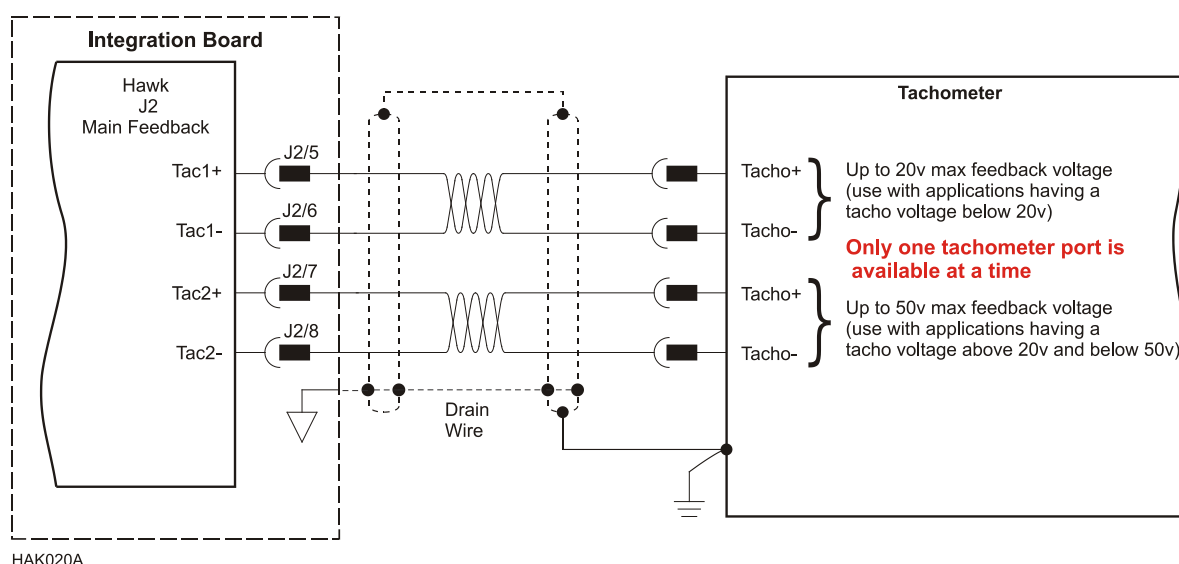 Integration Board
Hawk
J2
Main Feedback
Tac1+
J2/5
Tac1-
J2/6
Tac2+
J2/7
Tac2-
J2/8
Drain
Wire
Tachometer
Tacho+
Tacho-
Up to 20v max feedback voltage
(use with applications having a
tacho voltage below 20v)
Only one tachometer port is
available at a time
Tacho+
Tacho-
Up to 50v max feedback voltage
(use with applications having a
tacho voltage above 20v and below 50v)
HAK020A